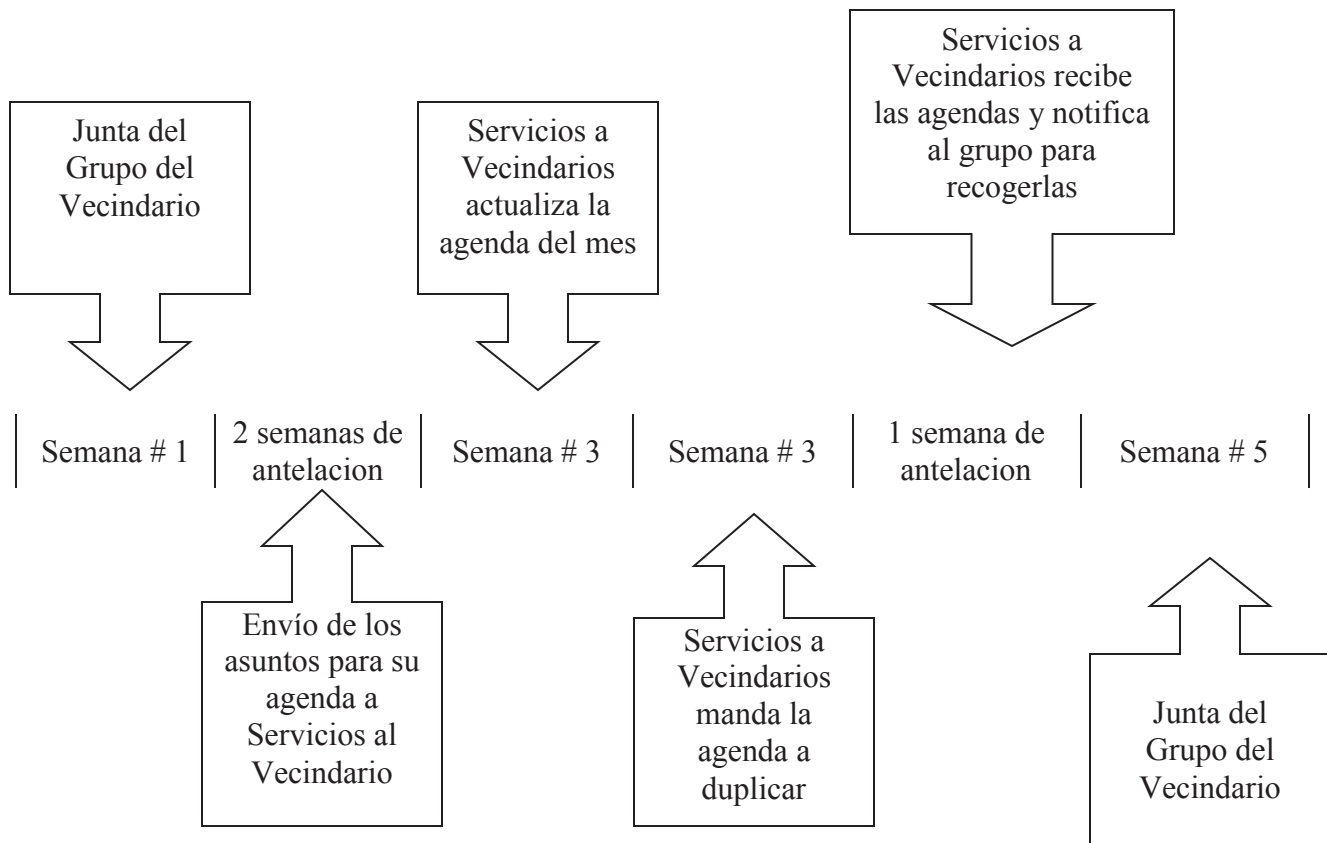 Junta del
Grupo del
Vecindario
Servicios a
Vecindarios
actualiza la
agenda del mes
Servicios a
Vecindarios recibe
las agendas y notifica
al grupo para
recogerlas
Semana # 1
2 semanas de
antelacion
Semana # 3
Semana # 3
1 semana de
antelacion
Semana # 5
Envío de los
asuntos para su
agenda a
Servicios al
Vecindario
Servicios a
Vecindarios
manda la
agenda a
duplicar
Junta del
Grupo del
Vecindario